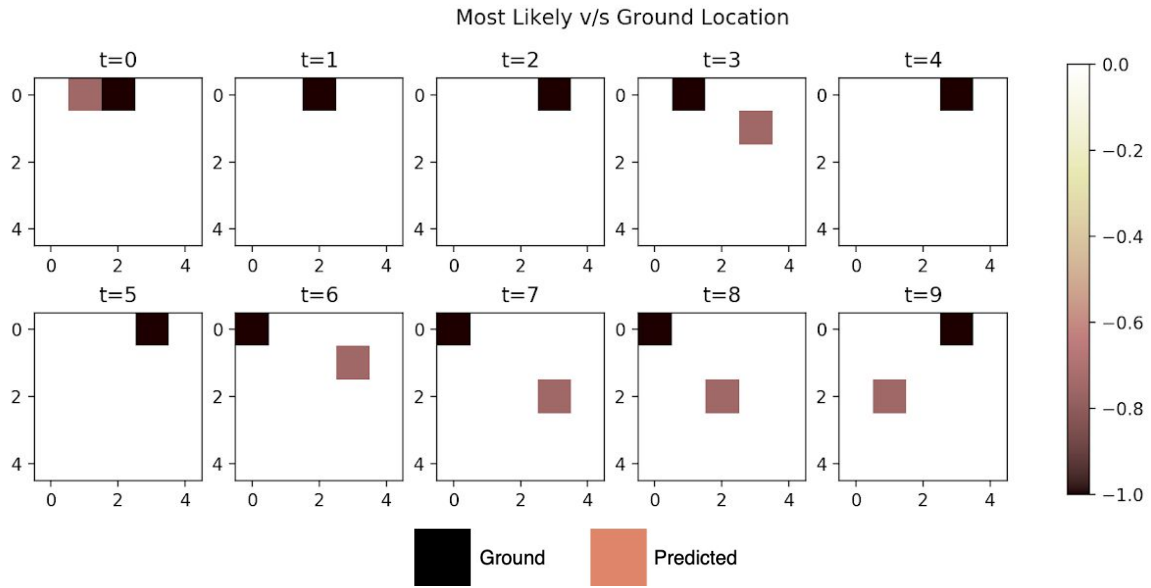 Most Likely v/s Ground Location
t=0 t=1 t=2 t=3 t=4
0 0 0 0 0 0.0
−0.2
2 2 2 2 2
−0.4
4 4 4 4 4
0 2 4 0 2 4 0 2 4 0 2 4 0 2 4
t=5 t=6 t=7 t=8 t=9
0 0 0 0 0
−0.6
2 2 2 2 2
−0.8
4 4 4 4 4
−1.0
0 2 4 0 2 4 0 2 4 0 2 4 0 2 4
Ground Predicted